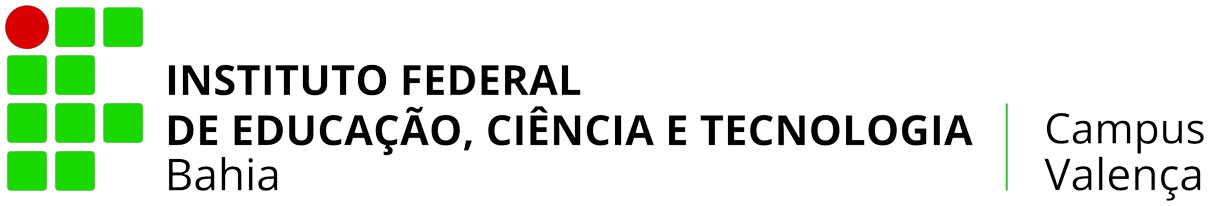 INSTITUTO FEDERAL
DE EDUCAÇÃO, CIÊNCIA E TECNOLOGIA
Bahia
Campus
Valença